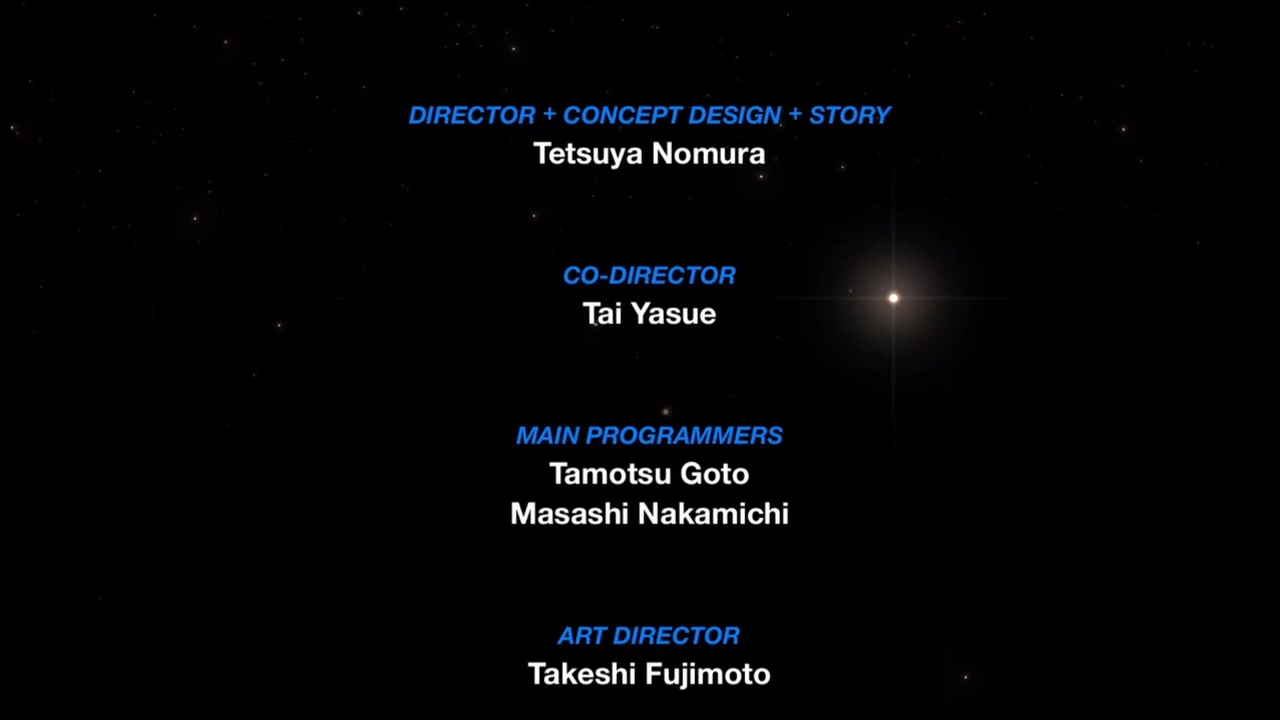 DIRECTOR + CONCEPT DESIGN + STORY
Tetsuya Nomura
CO-DIRECTOR
Tai Yasue
MAIN PROGRAMMERS
Tamotsu Goto
Masashi Nakamichi
ART DIRECTOR
Takeshi Fujimoto